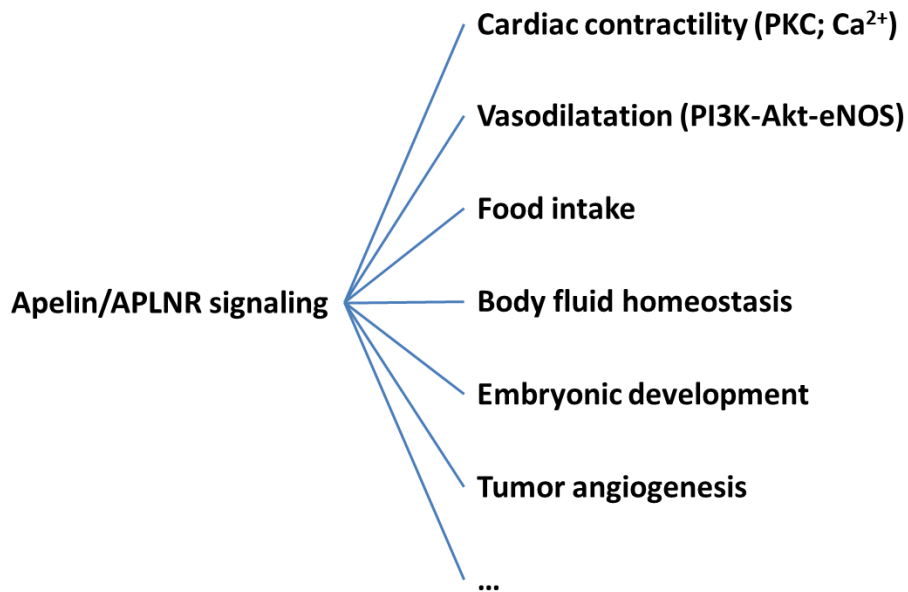 Cardiac contractility (PKC; Ca²⁺)
Vasodilatation (PI3K-Akt-eNOS)
Food intake
Apelin/APLNR signaling
Body fluid homeostasis
Embryonic development
Tumor angiogenesis
...